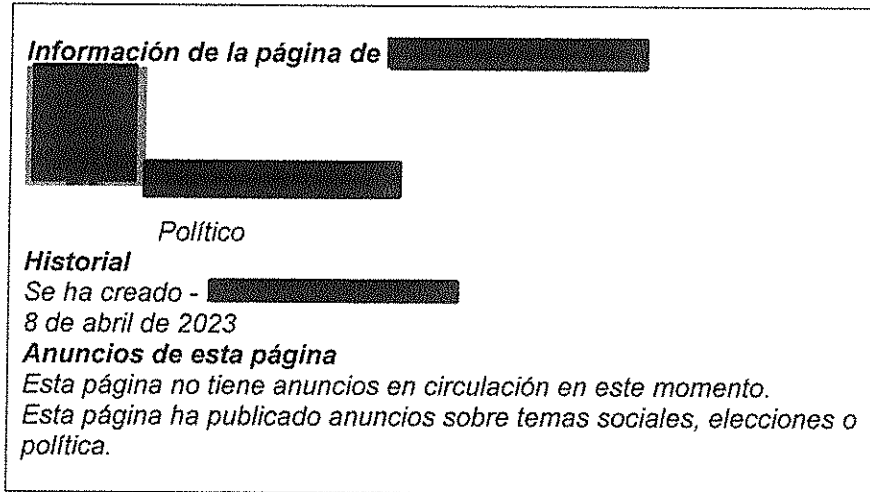 Información de la página de
Político
Historial
Se ha creado -
8 de abril de 2023
Anuncios de esta página
Esta página no tiene anuncios en circulación en este momento.
Esta página ha publicado anuncios sobre temas sociales, elecciones o
política.